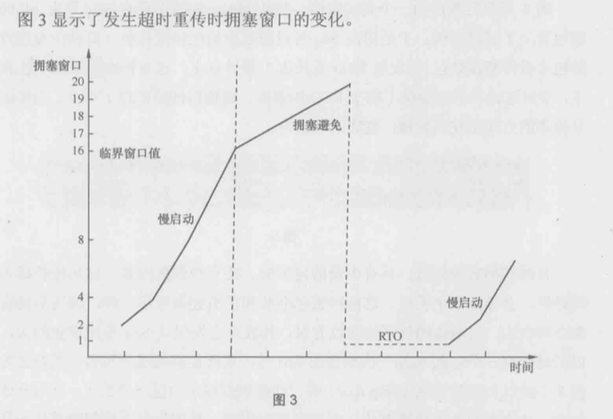 图 3 显示了发生超时重传时拥塞窗口的变化。
拥塞窗口
20
19
18
17
16
8
4
2
1
临界窗口值
慢启动
拥塞避免
RTO
慢启动
时间
图 3